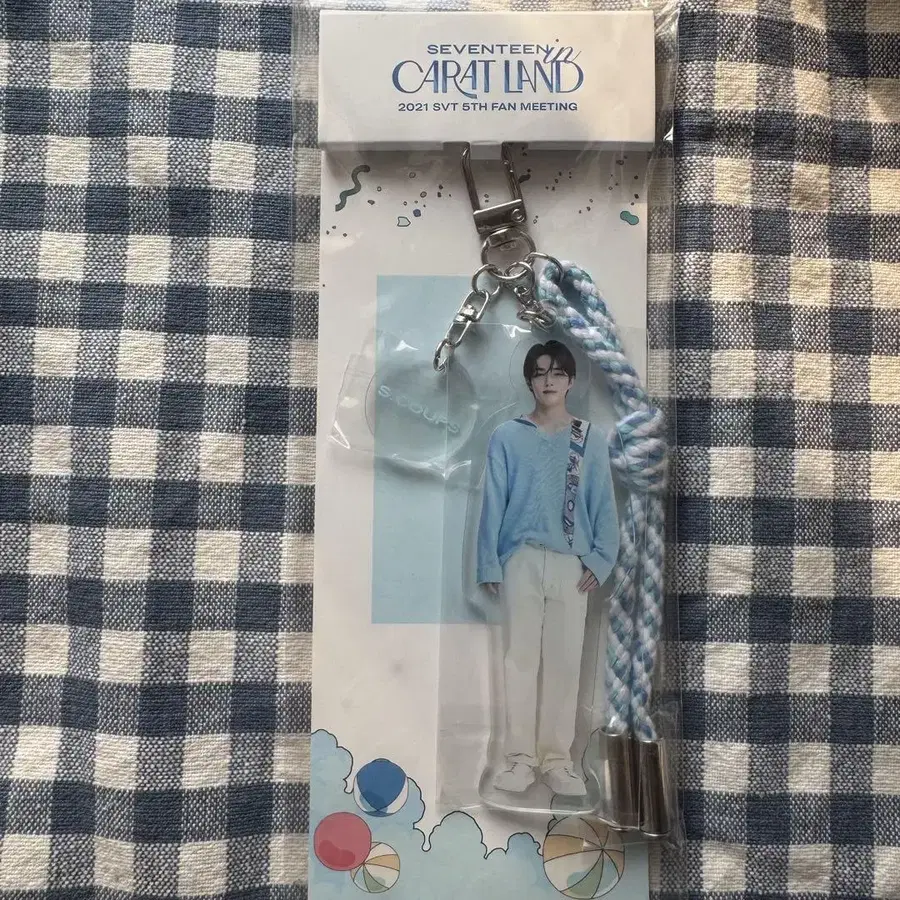 SEVENTEEN in
CARAT LAND
2021 SVT 5TH FAN MEETING
S.COUPS